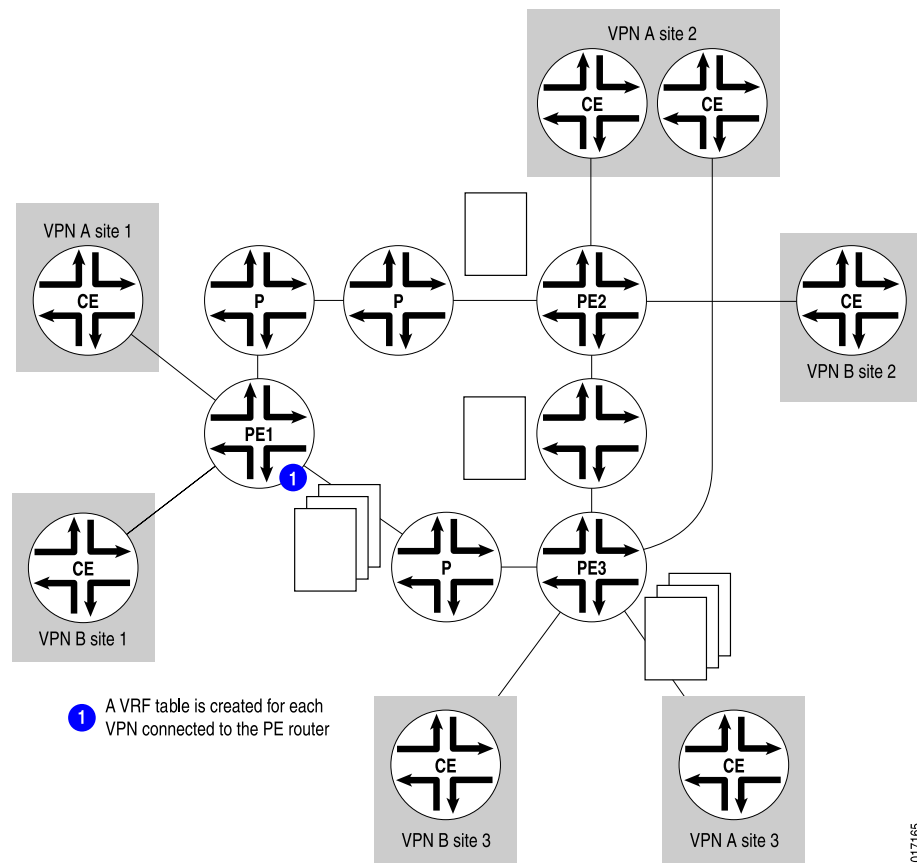 VPN A site 2
CE
CE
VPN A site 1
CE
P
P
PE2
CE
VPN B site 2
PE1
1
CE
P
PE3
VPN B site 1
1
A VRF table is created for each
VPN connected to the PE router
CE
CE
VPN B site 3
VPN A site 3
017165